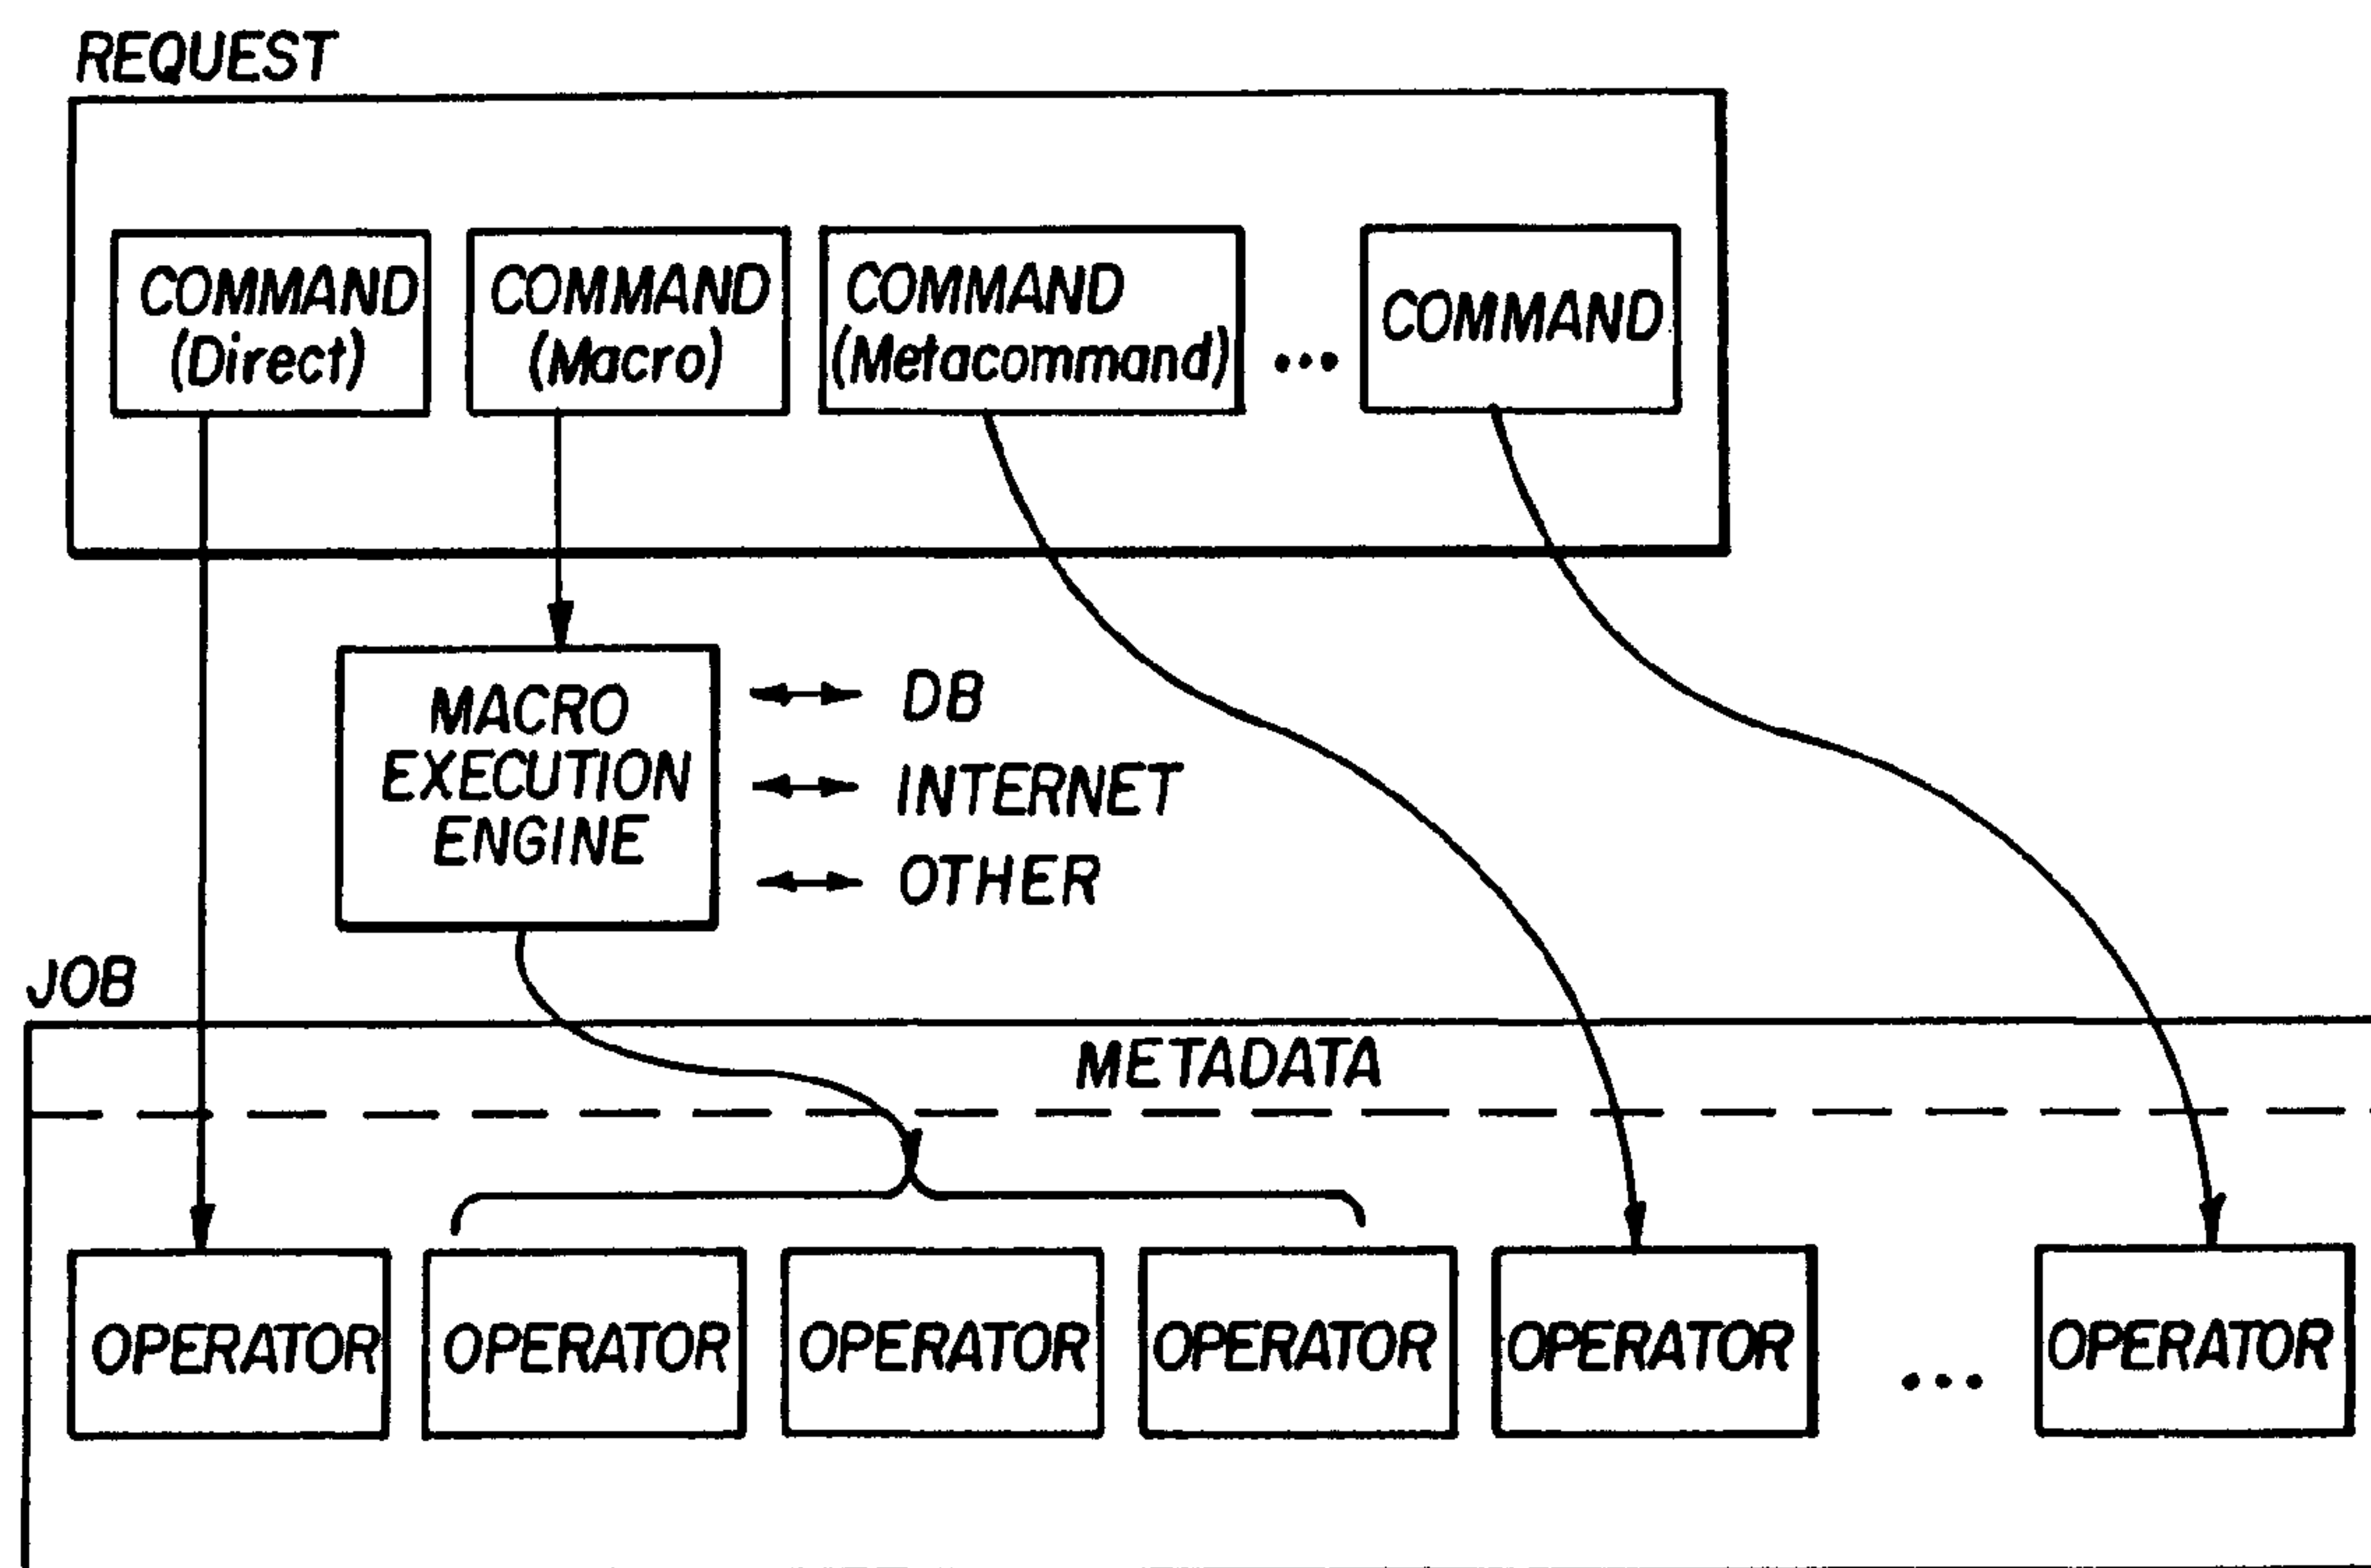 REQUEST
COMMAND
(Direct)
COMMAND
(Macro)
COMMAND
(Metacommand)
...
COMMAND
MACRO
EXECUTION
ENGINE
DB
INTERNET
OTHER
JOB
METADATA
OPERATOR
OPERATOR
OPERATOR
OPERATOR
OPERATOR
...
OPERATOR